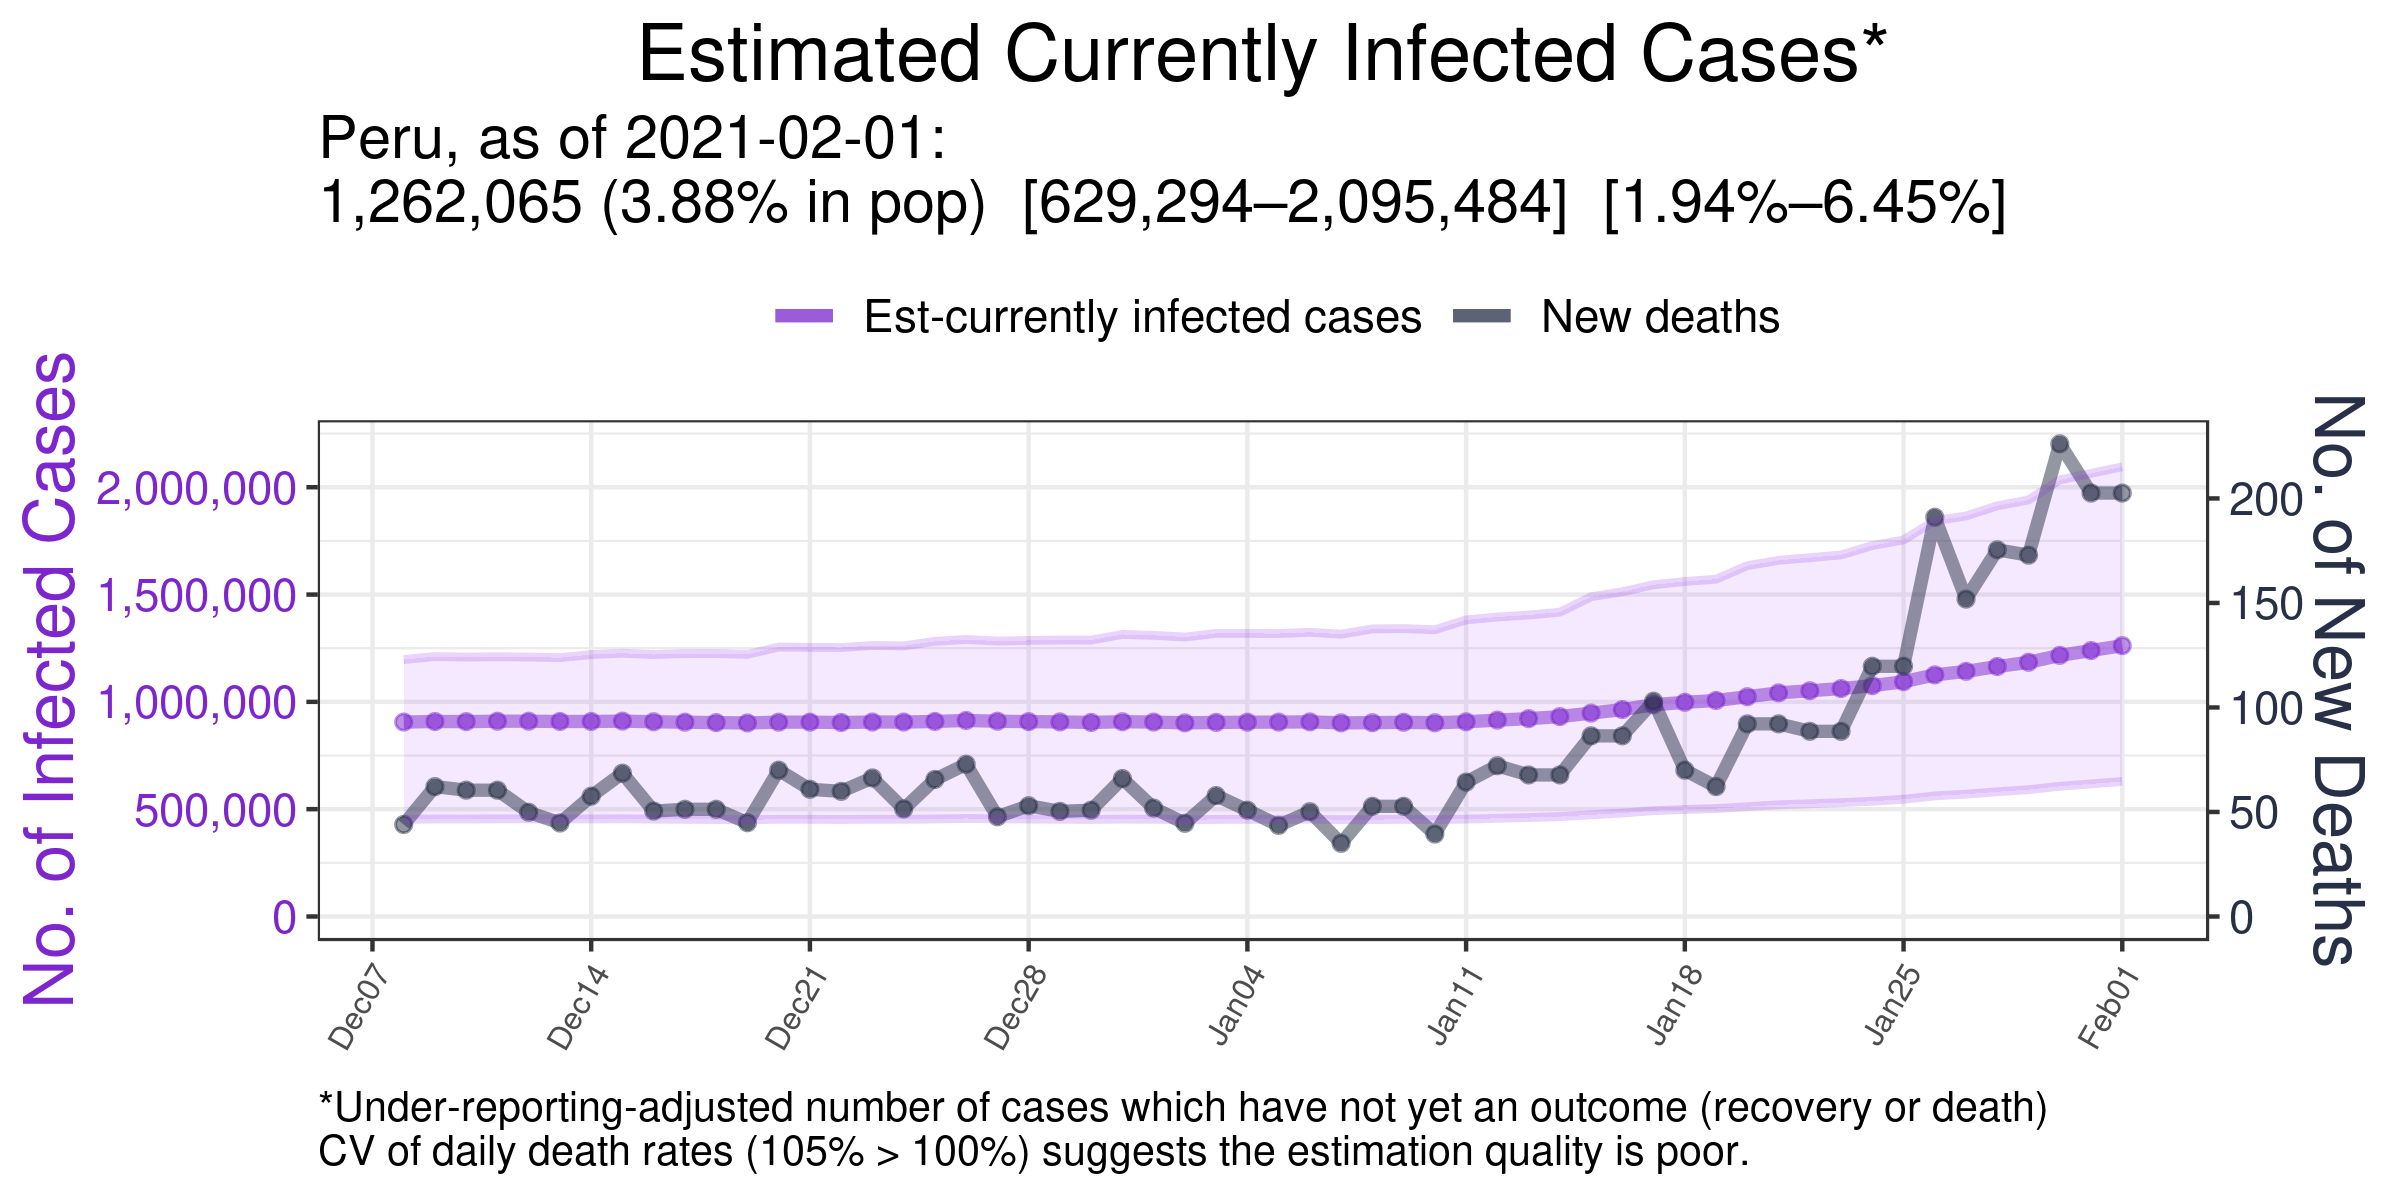 Estimated Currently Infected Cases*
Peru, as of 2021-02-01:
1,262,065 (3.88% in pop)  [629,294–2,095,484]  [1.94%–6.45%]
Est-currently infected cases
New deaths
No. of Infected Cases
2,000,000
1,500,000
1,000,000
500,000
0
200
150
100
50
0
No. of New Deaths
Dec07
Dec14
Dec21
Dec28
Jan04
Jan11
Jan18
Jan25
Feb01
*Under-reporting-adjusted number of cases which have not yet an outcome (recovery or death)
CV of daily death rates (105% > 100%) suggests the estimation quality is poor.